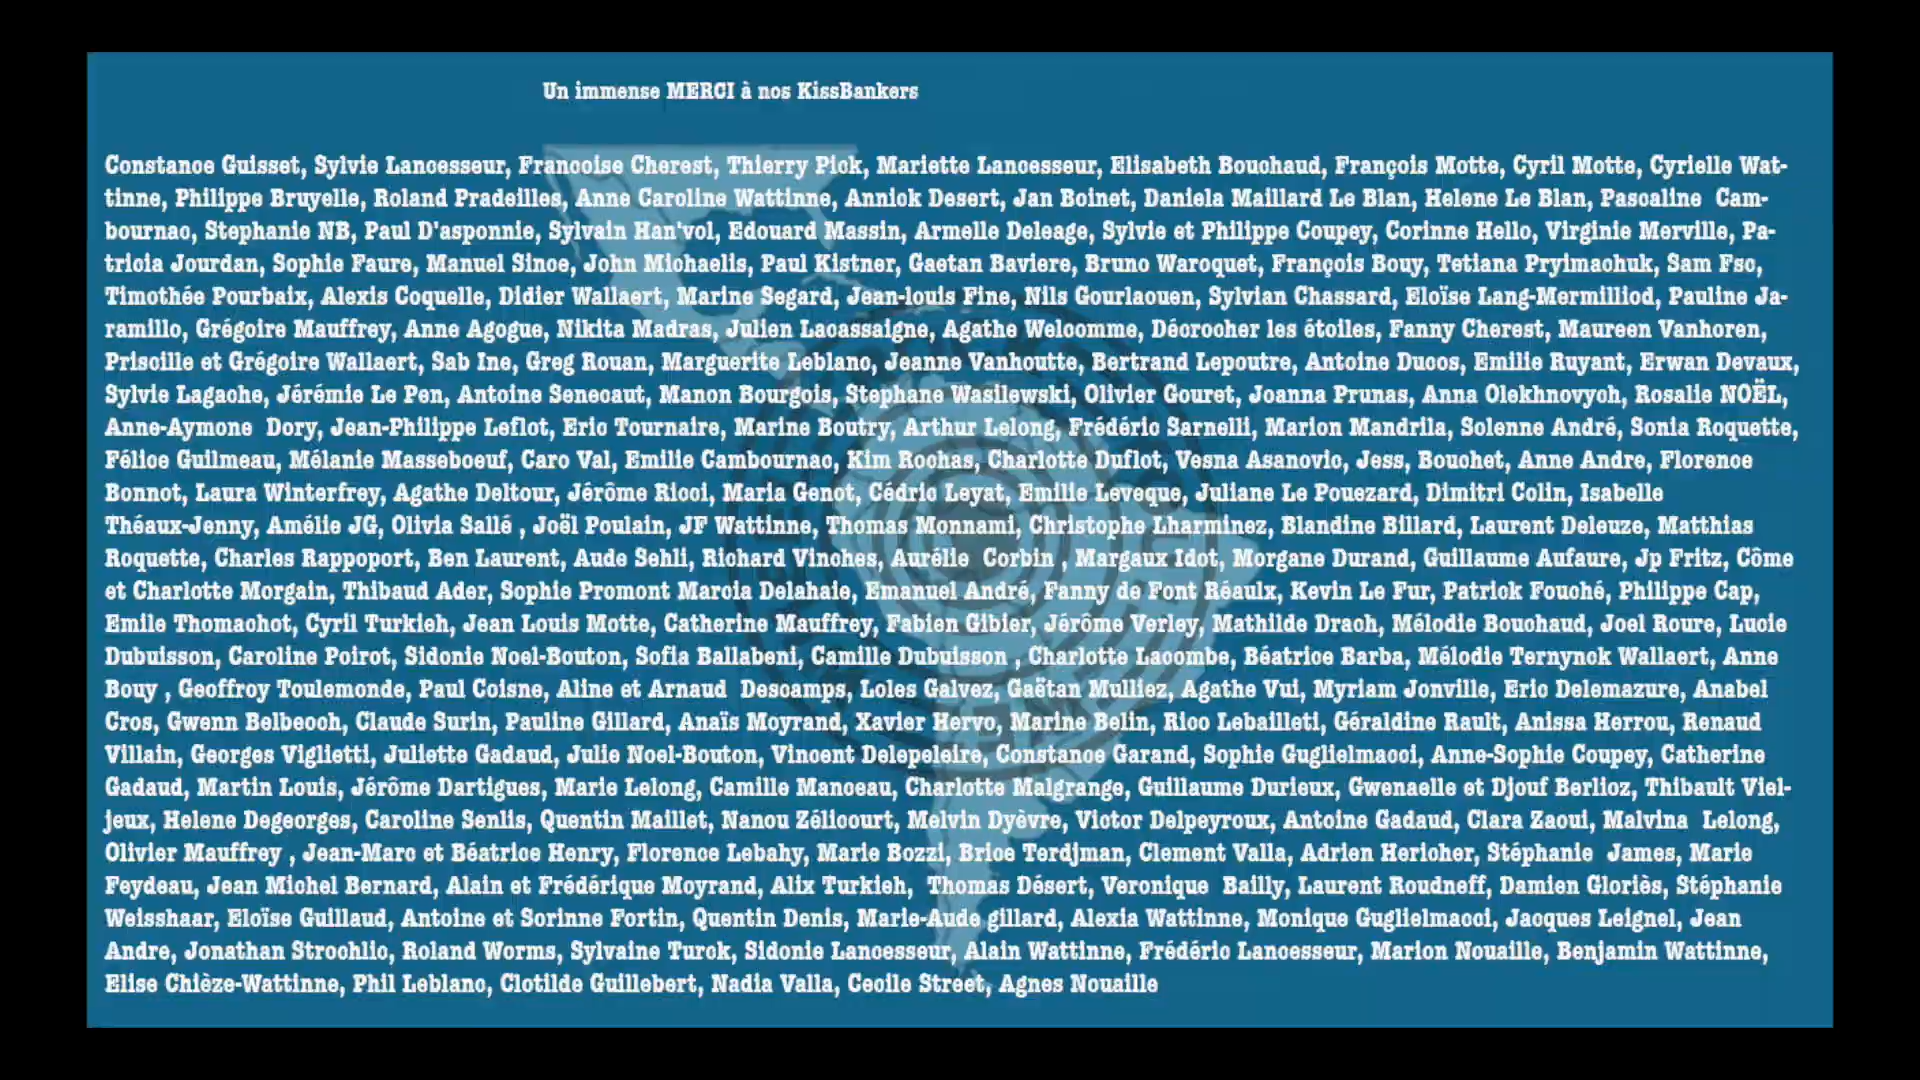 Un immense MERCI à nos KissBankers
Constance Guisset, Sylvie Lancesseur, Francoise Cherest, Thierry Pick, Mariette Lancesseur, Elisabeth Bouchaud, François Motte, Cyril Motte, Cyrielle Wat-
tinne, Philippe Bruyelle, Roland Pradeilles, Anne Caroline Wattinne, Annick Desert, Jan Boinet, Daniela Maillard Le Blan, Helene Le Blan, Pascaline Cam-
bournac, Stephanie NB, Paul D'asponnie, Sylvain Han'vol, Edouard Massin, Armelle Deleage, Sylvie et Philippe Coupey, Corinne Hello, Virginie Merville, Pa-
tricia Jourdan, Sophie Faure, Manuel Since, John Michaelis, Paul Kistner, Gaetan Baviere, Bruno Waroquet, François Bouy, Tetiana Pryimachuk, Sam Fsc,
Timothée Pourbaix, Alexis Coquelle, Didier Wallaert, Marine Segard, Jean-louis Fine, Nils Gourlaouen, Sylvian Chassard, Eloïse Lang-Mermilliod, Pauline Ja-
ramillo, Grégoire Mauffrey, Anne Agogue, Nikita Madras, Julien Lacassaigne, Agathe Welcomme, Décrocher les étoiles, Fanny Cherest, Maureen Vanhoren,
Priscille et Grégoire Wallaert, Sab Ine, Greg Rouan, Marguerite Leblanc, Jeanne Vanhoutte, Bertrand Lepoutre, Antoine Ducos, Emilie Ruyant, Erwan Devaux,
Sylvie Lagache, Jérémie Le Pen, Antoine Senecaut, Manon Bourgois, Stephane Wasilewski, Olivier Gouret, Joanna Prunas, Anna Olekhnovych, Rosalie NOËL,
Anne-Aymone Dory, Jean-Philippe Leflot, Eric Tournaire, Marine Boutry, Arthur Lelong, Frédéric Sarnelli, Marion Mandrila, Solenne André, Sonia Roquette,
Félice Guilmeau, Mélanie Masseboeuf, Caro Val, Emilie Cambournac, Kim Rochas, Charlotte Duflot, Vesna Asanovic, Jess, Bouchet, Anne Andre, Florence
Bonnot, Laura Winterfrey, Agathe Deltour, Jérôme Ricci, Maria Genot, Cédric Leyat, Emilie Leveque, Juliane Le Pouezard, Dimitri Colin, Isabelle
Théaux-Jenny, Amélie JG, Olivia Sallé , Joël Poulain, JF Wattinne, Thomas Monnami, Christophe Lharminez, Blandine Billard, Laurent Deleuze, Matthias
Roquette, Charles Rappoport, Ben Laurent, Aude Sehli, Richard Vinches, Aurélie Corbin , Margaux Idot, Morgane Durand, Guillaume Aufaure, Jp Fritz, Côme
et Charlotte Morgain, Thibaud Ader, Sophie Promont Marcia Delahaie, Emanuel André, Fanny de Font Réaulx, Kevin Le Fur, Patrick Fouché, Philippe Cap,
Emile Thomachot, Cyril Turkieh, Jean Louis Motte, Catherine Mauffrey, Fabien Gibier, Jérôme Verley, Mathilde Drach, Mélodie Bouchaud, Joel Roure, Lucie
Dubuisson, Caroline Poirot, Sidonie Noel-Bouton, Sofia Ballabeni, Camille Dubuisson , Charlotte Lacombe, Béatrice Barba, Mélodie Ternynck Wallaert, Anne
Bouy , Geoffroy Toulemonde, Paul Coisne, Aline et Arnaud Descamps, Loles Galvez, Gaëtan Mulliez, Agathe Vui, Myriam Jonville, Eric Delemazure, Anabel
Cros, Gwenn Belbeoch, Claude Surin, Pauline Gillard, Anaïs Moyrand, Xavier Hervo, Marine Belin, Rico Lebailleti, Géraldine Rault, Anissa Herrou, Renaud
Villain, Georges Viglietti, Juliette Gadaud, Julie Noel-Bouton, Vincent Delepeleire, Constance Garand, Sophie Guglielmacci, Anne-Sophie Coupey, Catherine
Gadaud, Martin Louis, Jérôme Dartigues, Marie Lelong, Camille Manceau, Charlotte Malgrange, Guillaume Durieux, Gwenaelle et Djouf Berlioz, Thibault Viel-
jeux, Helene Degeorges, Caroline Senlis, Quentin Maillet, Nanou Zélicourt, Melvin Dyèvre, Victor Delpeyroux, Antoine Gadaud, Clara Zaoui, Malvina Lelong,
Olivier Mauffrey , Jean-Marc et Béatrice Henry, Florence Lebahy, Marie Bozzi, Brice Terdjman, Clement Valla, Adrien Hericher, Stéphanie James, Marie
Feydeau, Jean Michel Bernard, Alain et Frédérique Moyrand, Alix Turkieh, Thomas Désert, Veronique Bailly, Laurent Roudneff, Damien Gloriès, Stéphanie
Weisshaar, Eloïse Guillaud, Antoine et Sorinne Fortin, Quentin Denis, Marie-Aude gillard, Alexia Wattinne, Monique Guglielmacci, Jacques Leignel, Jean
Andre, Jonathan Strochlic, Roland Worms, Sylvaine Turck, Sidonie Lancesseur, Alain Wattinne, Frédéric Lancesseur, Marion Nouaille, Benjamin Wattinne,
Elise Chièze-Wattinne, Phil Leblanc, Clotilde Guillebert, Nadia Valla, Cecile Street, Agnes Nouaille